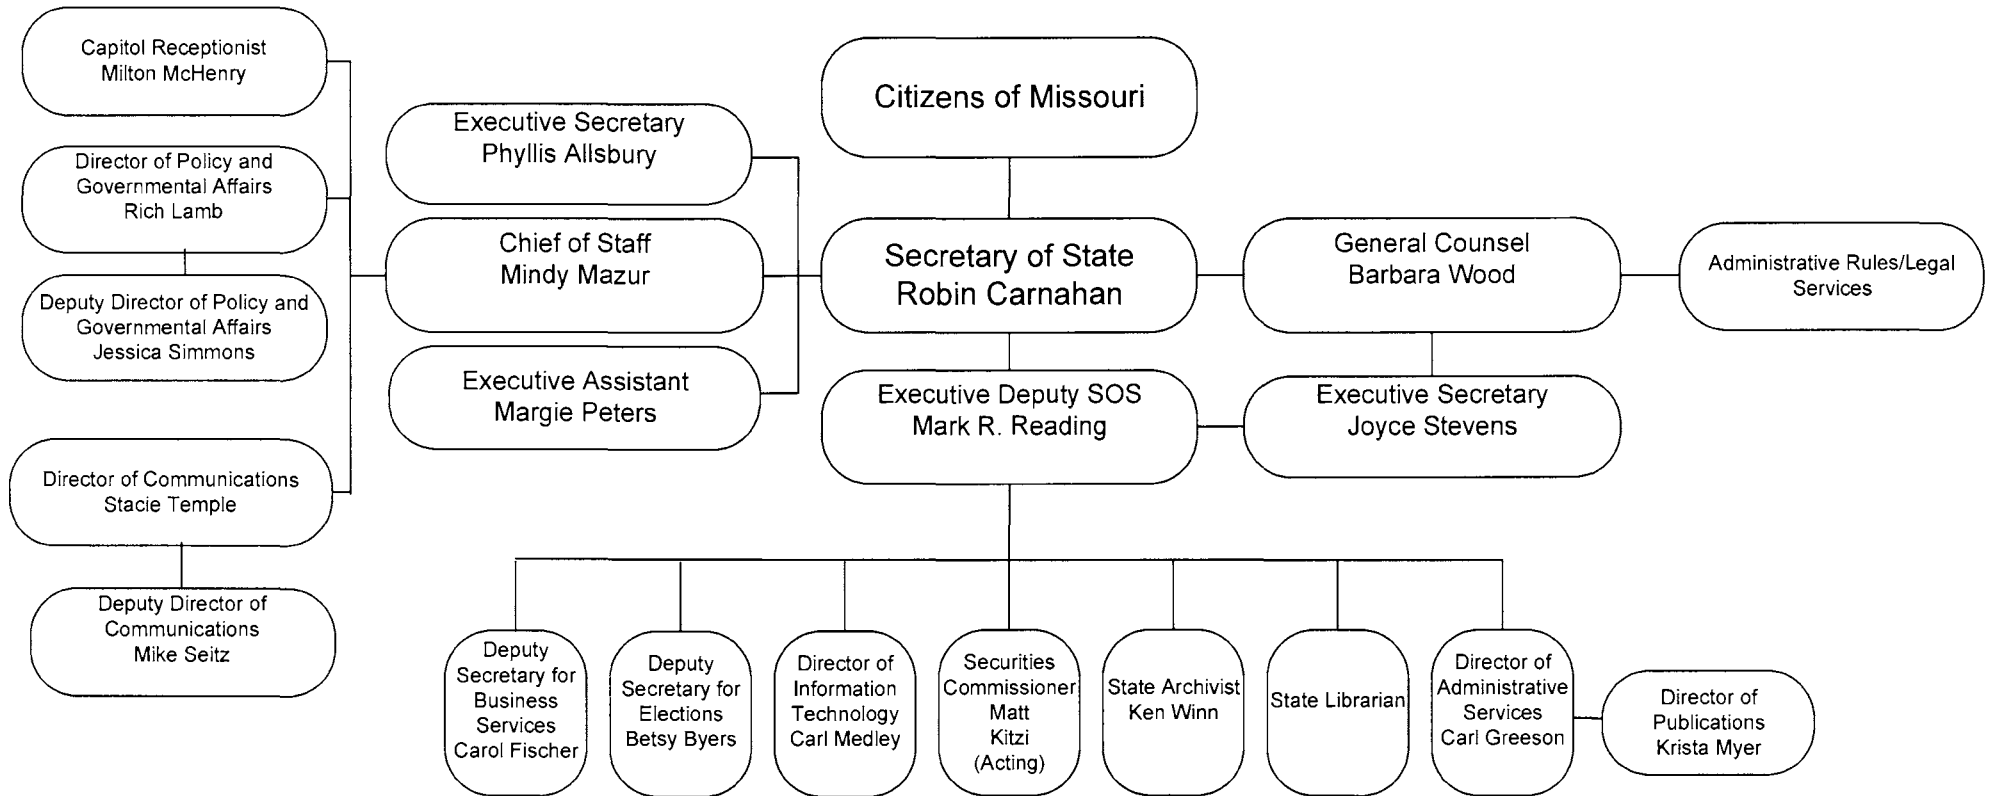 Capitol Receptionist
Milton McHenry
Director of Policy and
Governmental Affairs
Rich Lamb
Deputy Director of Policy and
Governmental Affairs
Jessica Simmons
Director of Communications
Stacie Temple
Deputy Director of
Communications
Mike Seitz
Executive Secretary
Phyllis Allsbury
Chief of Staff
Mindy Mazur
Executive Assistant
Margie Peters
Citizens of Missouri
Secretary of State
Robin Carnahan
Executive Deputy SOS
Mark R. Reading
General Counsel
Barbara Wood
Executive Secretary
Joyce Stevens
Administrative Rules/Legal
Services
Deputy
Secretary for
Business
Services
Carol Fischer
Deputy
Secretary for
Elections
Betsy Byers
Director of
Information
Technology
Carl Medley
Securities
Commissioner
Matt
Kitzi
(Acting)
State Archivist
Ken Winn
State Librarian
Director of
Administrative
Services
Carl Greeson
Director of
Publications
Krista Myer